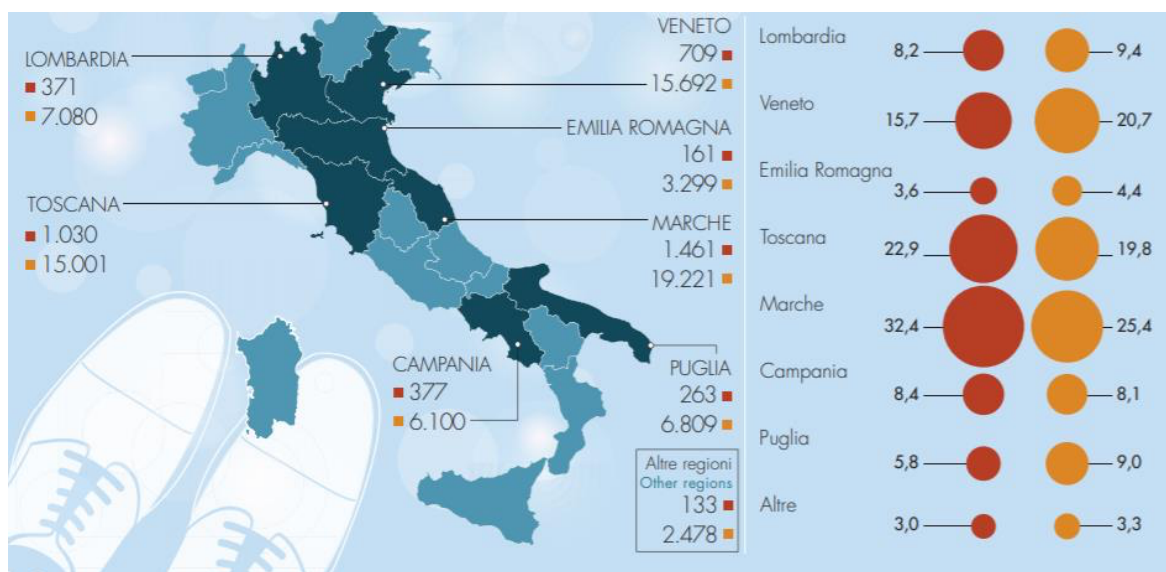 LOMBARDIA
371
7.080
TOSCANA
1.030
15.001
VENETO
709
15.692
EMILIA ROMAGNA
161
3.299
MARCHE
1.461
19.221
CAMPANIA
377
6.100
PUGLIA
263
6.809
Altre regioni
Other regions
133
2.478
Lombardia
8,2 9,4
Veneto
15,7 20,7
Emilia Romagna
3,6 4,4
Toscana
22,9 19,8
Marche
32,4 25,4
Campania
8,4 8,1
Puglia
5,8 9,0
Altre
3,0 3,3